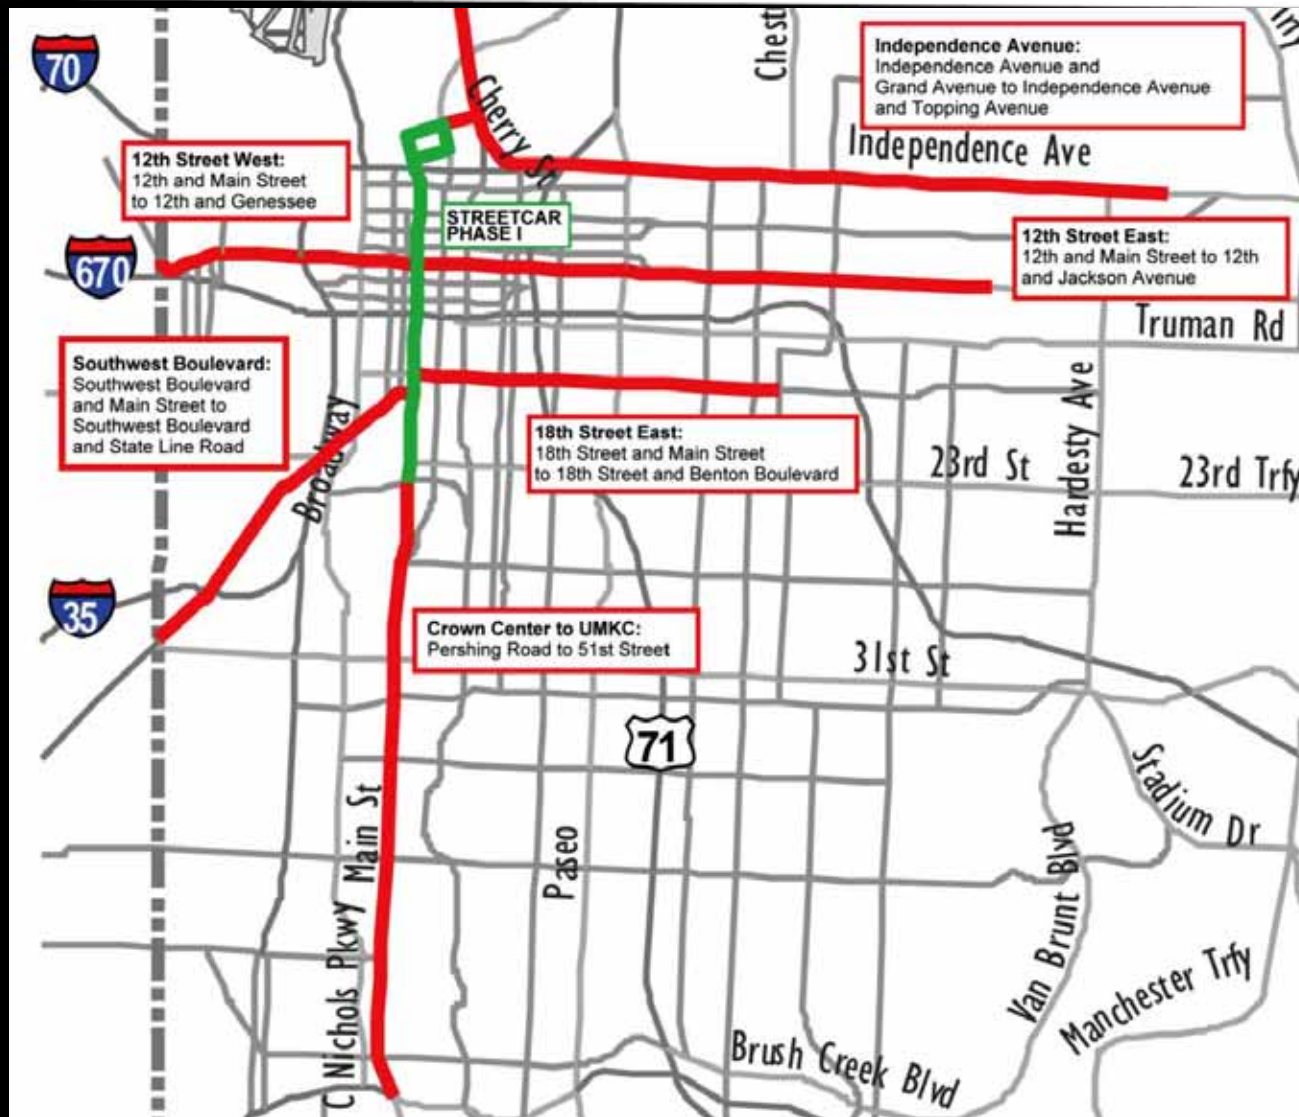 70
Chest
Independence Avenue:
Independence Avenue and
Grand Avenue to Independence Avenue
and Topping Avenue
Cherry St
Independence Ave
12th Street West:
12th and Main Street
to 12th and Genessee
STREETCAR
PHASE I
12th Street East:
12th and Main Street to 12th
and Jackson Avenue
670
Truman Rd
Southwest Boulevard:
Southwest Boulevard
and Main Street to
Southwest Boulevard
and State Line Road
Broadway
18th Street East:
18th Street and Main Street
to 18th Street and Benton Boulevard
23rd St
Hardesty Ave
23rd Trfy
35
Crown Center to UMKC:
Pershing Road to 51st Street
31st St
71
Stadium Dr
Main St
Paseo
Van Brunt Blvd
C Nichols Pkwy
Manchester Trfy
Brush Creek Blvd